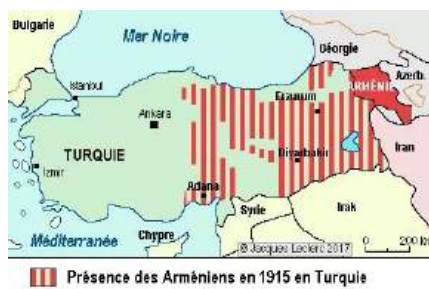 Bulgarie
Mer Noire
Géorgie
Istanbul
ARMÉNIE
Azerb.
Erzurum
Ankara
TURQUIE
Diyarbakir
Iran
Izmir
Adana
Syrie
Irak
Méditerranée
Chypre
© Jacques Leclerc 2017
0 200 km
Présence des Arméniens en 1915 en Turquie